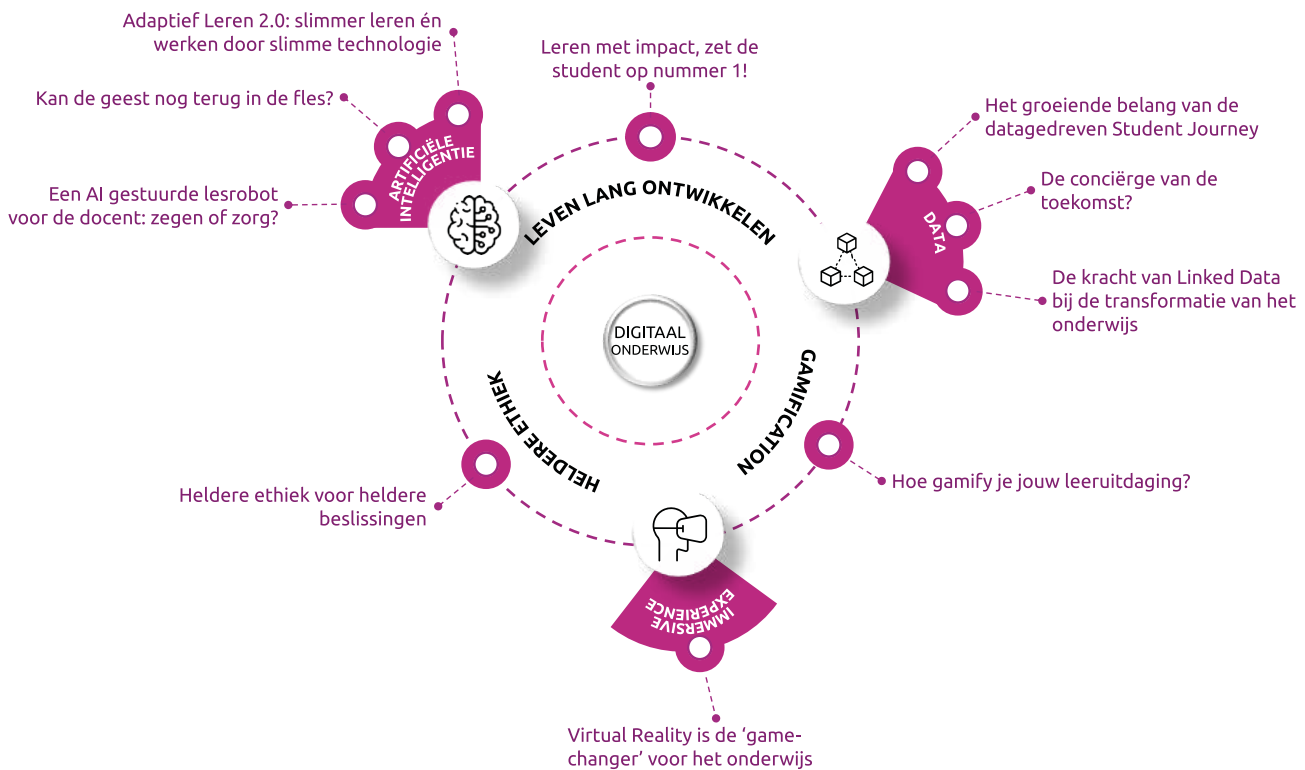 Adaptief Leren 2.0: slimmer leren én
werken door slimme technologie
Leren met impact, zet de
student op nummer 1!
Kan de geest nog terug in de fles?
Het groeiende belang van de
datagedreven Student Journey
ARTIFICIËLE
INTELLIGENTIE
Een AI gestuurde lesrobot
voor de docent: zegen of zorg?
LEVEN LANG ONTWIKKELEN
De conciërge van de
toekomst?
DATA
De kracht van Linked Data
bij de transformatie van het
onderwijs
DIGITAAL
ONDERWIJS
HELDERE ETHIEK
GAMIFICATION
Heldere ethiek voor heldere
beslissingen
Hoe gamify je jouw leeruitdaging?
IMMERSIVE
EXPERIENCE
Virtual Reality is de ‘game-
changer’ voor het onderwijs